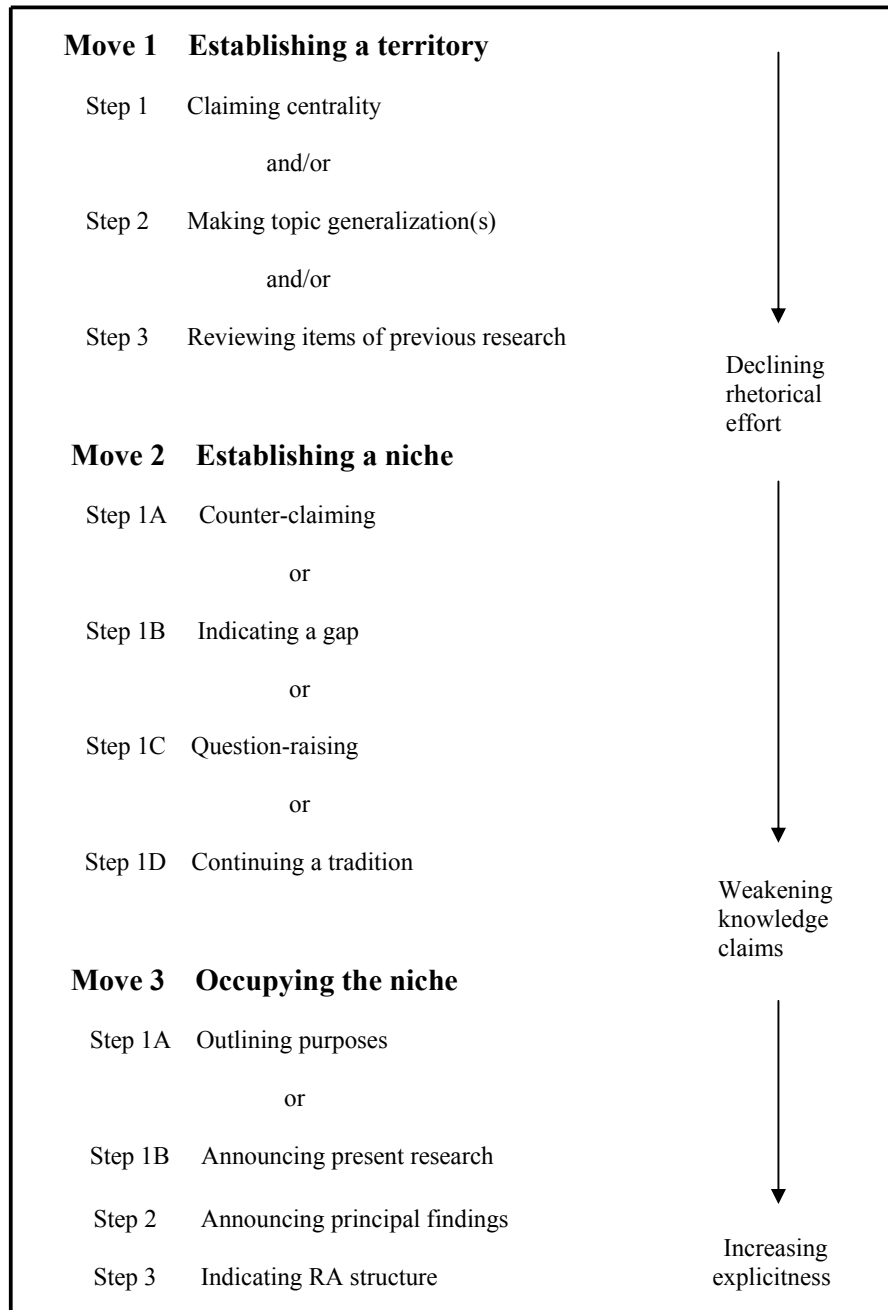 Move 1 Establishing a territory
Step 1 Claiming centrality
and/or
Step 2 Making topic generalization(s)
and/or
Step 3 Reviewing items of previous research
Declining
rhetorical
effort
Move 2 Establishing a niche
Step 1A Counter-claiming
or
Step 1B Indicating a gap
or
Step 1C Question-raising
or
Step 1D Continuing a tradition
Weakening
knowledge
claims
Move 3 Occupying the niche
Step 1A Outlining purposes
or
Step 1B Announcing present research
Step 2 Announcing principal findings
Step 3 Indicating RA structure
Increasing
explicitness